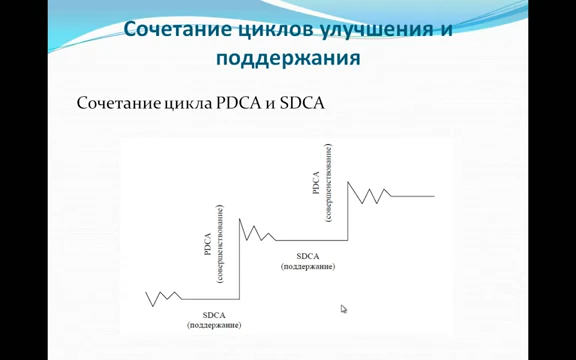 Сочетание циклов улучшения и
поддержания
Сочетание цикла PDCA и SDCA
PDCA
(совершенствование)
PDCA
(совершенствование)
SDCA
(поддержание)
SDCA
(поддержание)